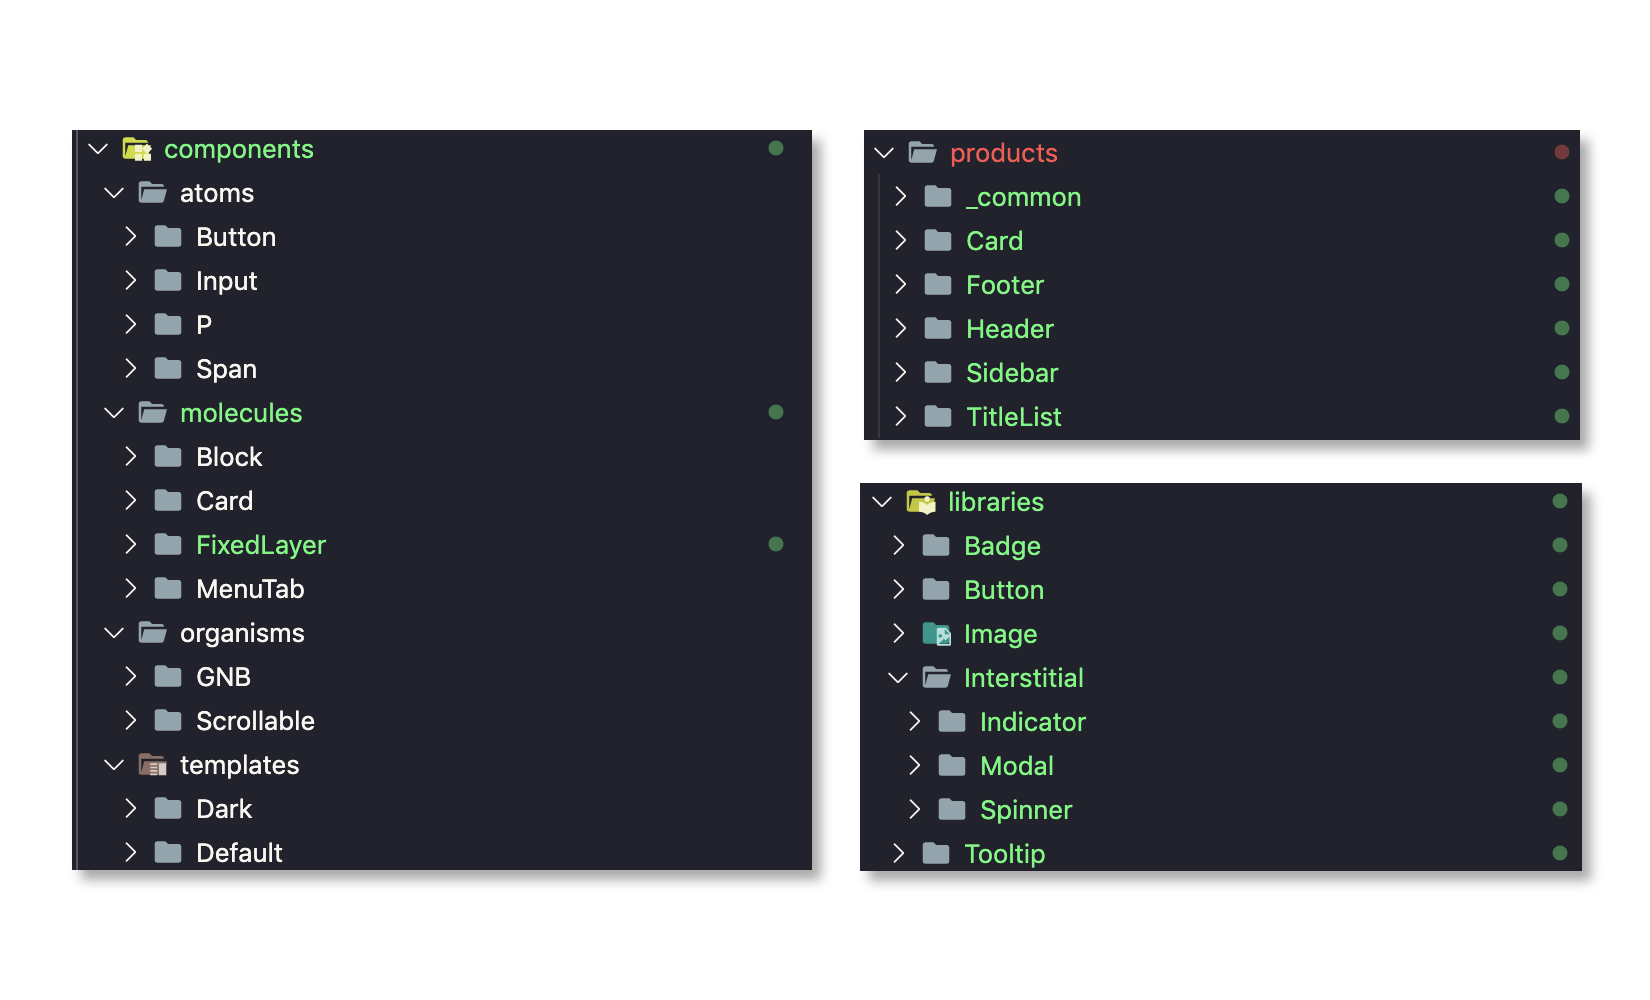 components
atoms
Button
Input
P
Span
molecules
Block
Card
FixedLayer
MenuTab
organisms
GNB
Scrollable
templates
Dark
Default
products
_common
Card
Footer
Header
Sidebar
TitleList
libraries
Badge
Button
Image
Interstitial
Indicator
Modal
Spinner
Tooltip